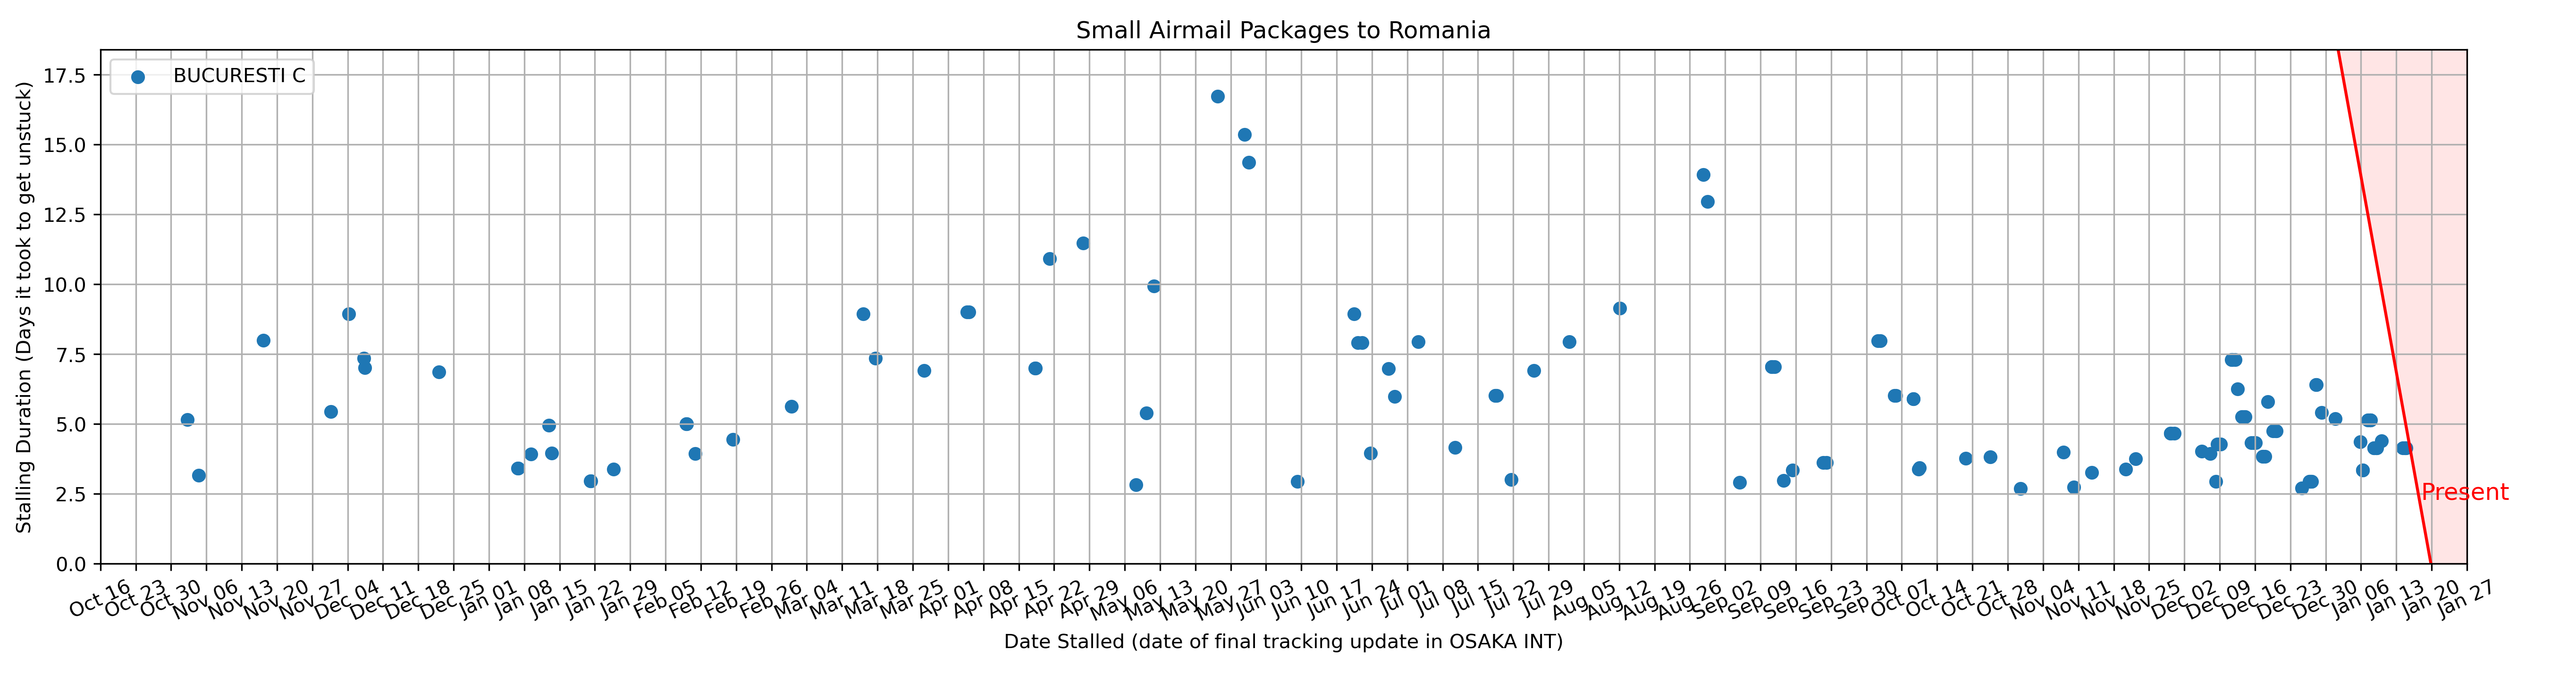 Small Airmail Packages to Romania
BUCURESTI C
Stalling Duration (Days it took to get unstuck)
17.5
15.0
12.5
10.0
7.5
5.0
2.5
0.0
Present
Oct 16 Oct 23 Oct 30 Nov 06 Nov 13 Nov 20 Nov 27 Dec 04 Dec 11 Dec 18 Dec 25 Jan 01 Jan 08 Jan 15 Jan 22 Jan 29 Feb 05 Feb 12 Feb 19 Feb 26 Mar 04 Mar 11 Mar 18 Mar 25 Apr 01 Apr 08 Apr 15 Apr 22 Apr 29 May 06 May 13 May 20 May 27 Jun 03 Jun 10 Jun 17 Jun 24 Jul 01 Jul 08 Jul 15 Jul 22 Jul 29 Aug 05 Aug 12 Aug 19 Aug 26 Sep 02 Sep 09 Sep 16 Sep 23 Sep 30 Oct 07 Oct 14 Oct 21 Oct 28 Nov 04 Nov 11 Nov 18 Nov 25 Dec 02 Dec 09 Dec 16 Dec 23 Dec 30 Jan 06 Jan 13 Jan 20 Jan 27
Date Stalled (date of final tracking update in OSAKA INT)